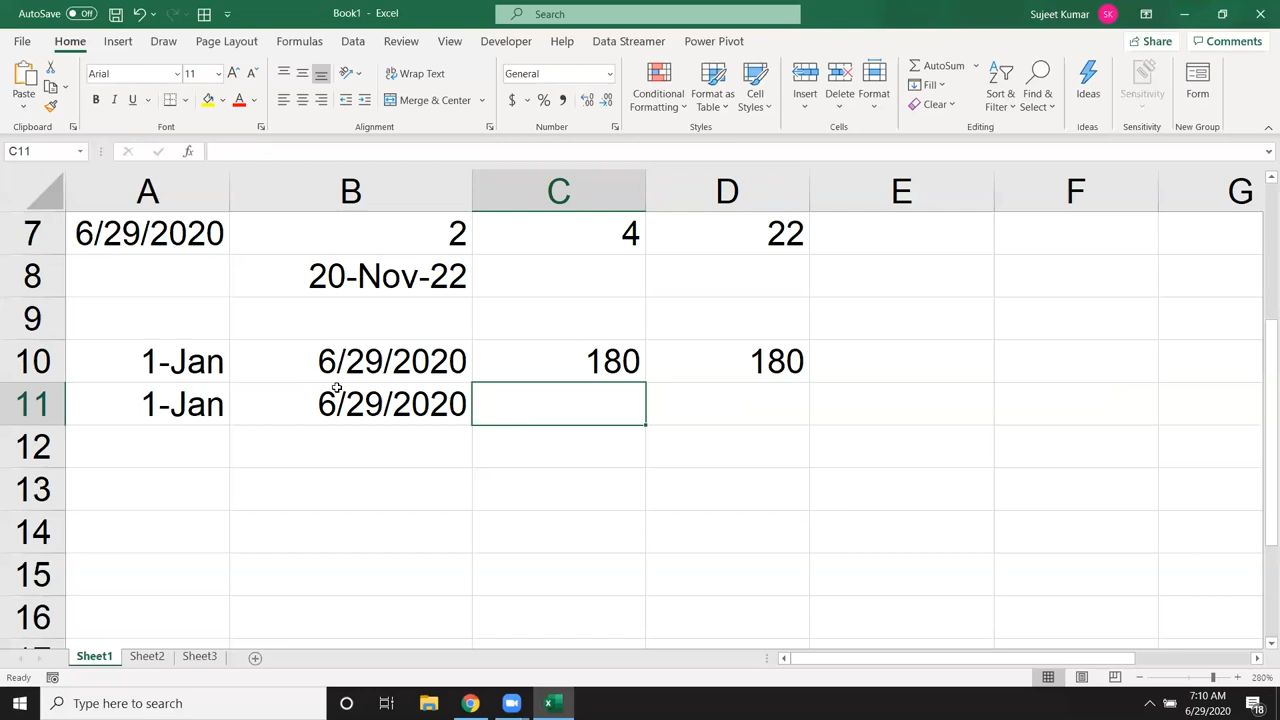 AutoSave Off Book1 - Excel Search Sujeet Kumar SK
File Home Insert Draw Page Layout Formulas Data Review View Developer Help Data Streamer Power Pivot Share Comments
Paste Arial 11 A A Wrap Text General AutoSum
B I U A Merge & Center $ % Conditional Formatting Format as Table Cell Styles Insert Delete Format Fill Clear Sort & Filter Find & Select Ideas Sensitivity Form
Clipboard Font Alignment Number Styles Cells Editing Ideas Sensitivity New Group
C11 fx
A B C D E F G
7 6/29/2020 2 4 22
8 20-Nov-22
9
10 1-Jan 6/29/2020 180 180
11 1-Jan 6/29/2020
12
13
14
15
16
Sheet1 Sheet2 Sheet3
Ready 280%
Type here to search 7:10 AM
6/29/2020 18